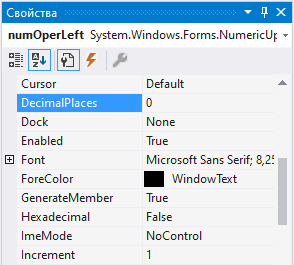 Свойства
numOperLeft System.Windows.Forms.NumericUp
Cursor Default
DecimalPlaces 0
Dock None
Enabled True
Font Microsoft Sans Serif; 8,25
ForeColor WindowText
GenerateMember True
Hexadecimal False
ImeMode NoControl
Increment 1